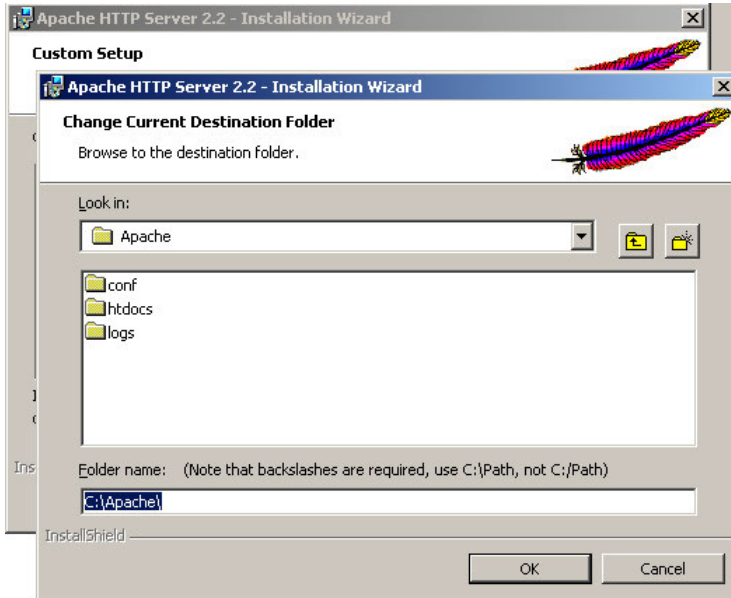 Apache HTTP Server 2.2 - Installation Wizard
Custom Setup
Apache HTTP Server 2.2 - Installation Wizard
Change Current Destination Folder
Browse to the destination folder.
Look in:
Apache
conf
htdocs
logs
Folder name: (Note that backslashes are required, use C:\Path, not C:/Path)
C:\Apache\
InstallShield
OK Cancel